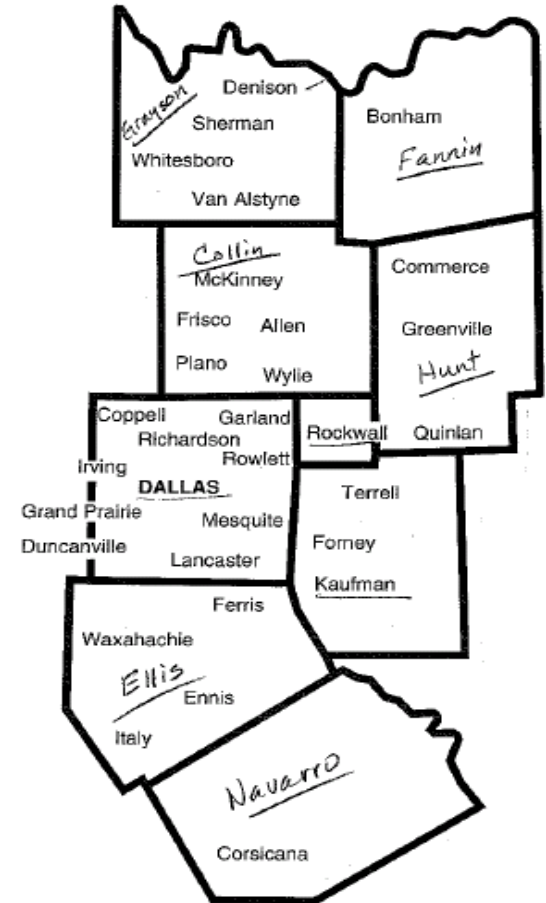 Denison
Grayson
Sherman
Whitesboro
Van Alstyne
Bonham
Fannin
Collin
McKinney
Frisco
Allen
Plano
Wylie
Commerce
Greenville
Hunt
Quinlan
Coppell
Garland
Richardson
Rowlett
Irving
DALLAS
Grand Prairie
Mesquite
Duncanville
Lancaster
Rockwall
Terrell
Forney
Kaufman
Ferris
Waxahachie
Ellis
Ennis
Italy
Navarro
Corsicana